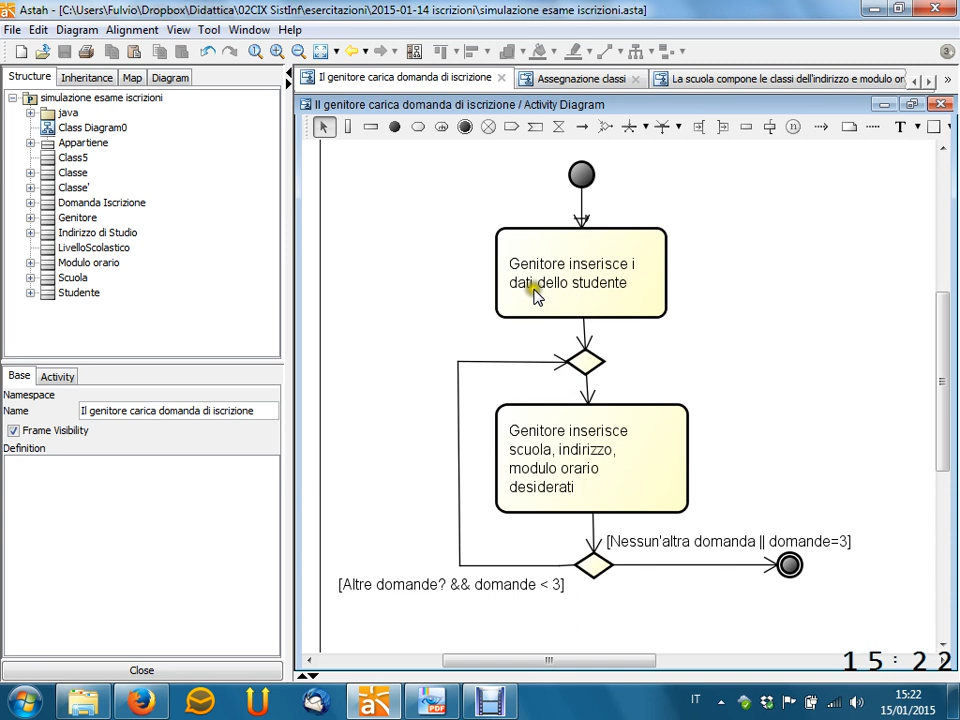 Astah - [C:\Users\Fulvio\Dropbox\Didattica\02CIX SistInf\esercitazioni\2015-01-14 iscrizioni\simulazione esame iscrizioni.asta]
File Edit Diagram Alignment View Tool Window Help
Structure Inheritance Map Diagram
Il genitore carica domanda di iscrizione Assegnazione classi La scuola compone le classi dell'indirizzo e modulo or
simulazione esame iscrizioni
java
Class Diagram0
Appartiene
Class5
Classe
Classe'
Domanda Iscrizione
Genitore
Indirizzo di Studio
LivelloScolastico
Modulo orario
Scuola
Studente
Il genitore carica domanda di iscrizione / Activity Diagram
T
Genitore inserisce i
dati dello studente
Genitore inserisce
scuola, indirizzo,
modulo orario
desiderati
[Nessun'altra domanda || domande=3]
[Altre domande? && domande < 3]
Base Activity
Namespace
Name Il genitore carica domanda di iscrizione
Frame Visibility
Definition
Close
15:22
IT
15:22
15/01/2015
PDF